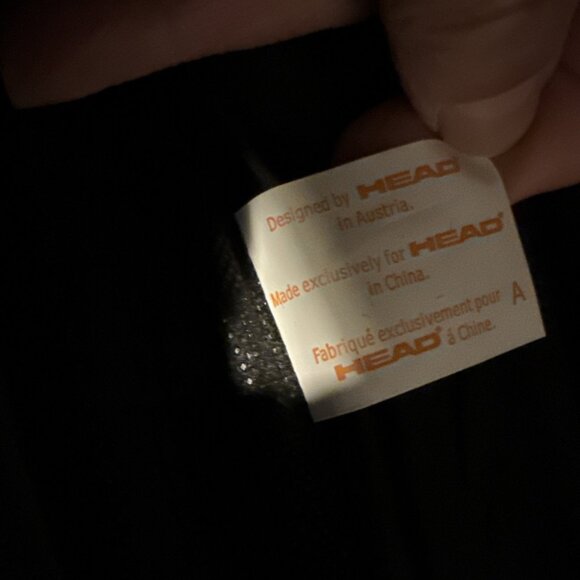 Designed by HEAD®
in Austria.
Made exclusively for HEAD®
in China.
Fabriqué exclusivement pour
HEAD® á Chine.
A